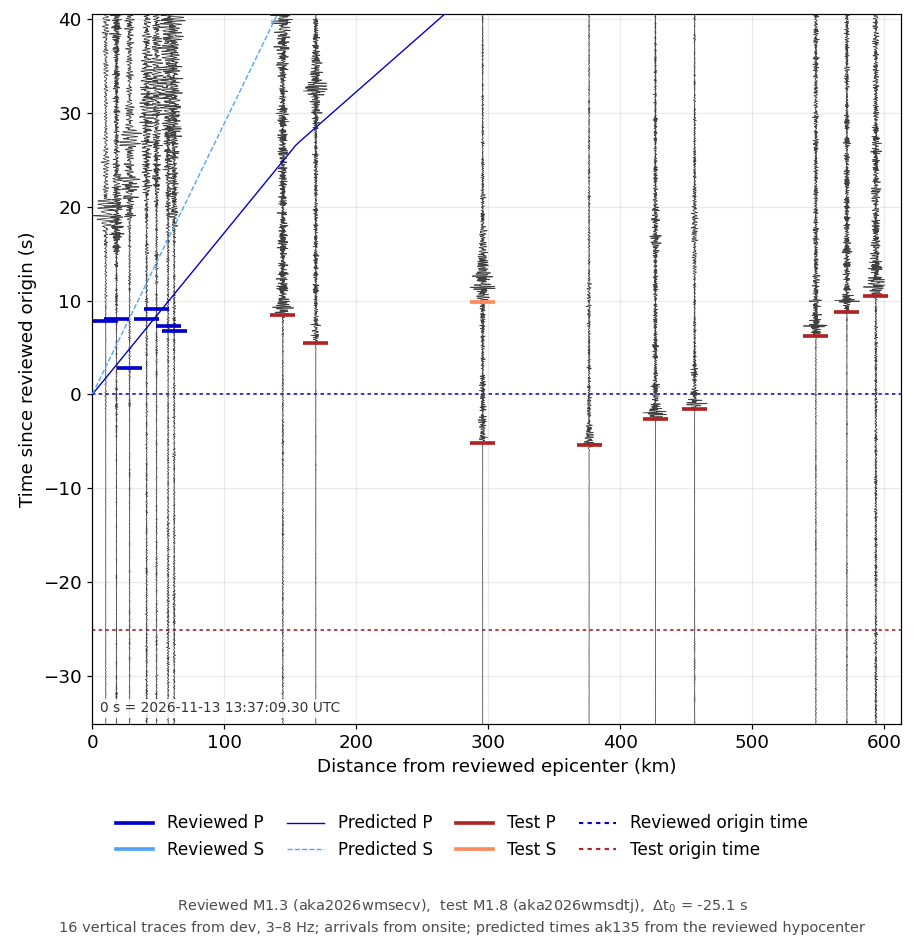 40
30
20
10
0
−10
−20
−30
Time since reviewed origin (s)
0 s = 2026-11-13 13:37:09.30 UTC
0 100 200 300 400 500 600
Distance from reviewed epicenter (km)
Reviewed P Predicted P Test P Reviewed origin time
Reviewed S Predicted S Test S Test origin time
Reviewed M1.3 (aka2026wmsecv), test M1.8 (aka2026wmsdtj), Δt₀ = -25.1 s
16 vertical traces from dev, 3–8 Hz; arrivals from onsite; predicted times ak135 from the reviewed hypocenter